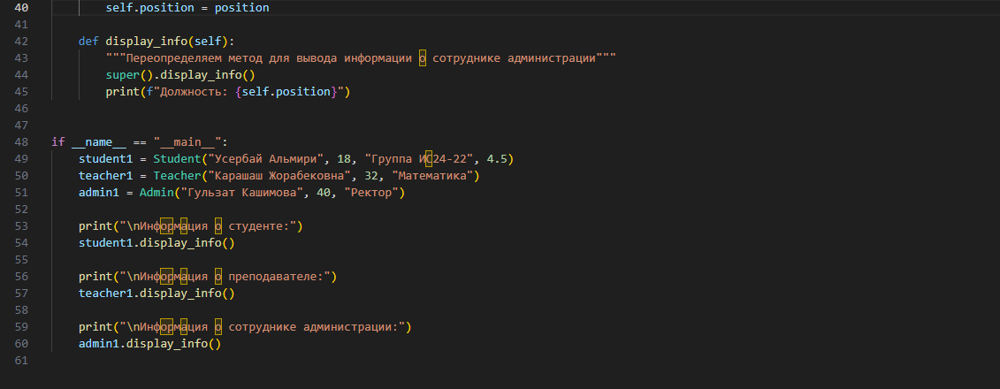 40 self.position = position
41
42 def display_info(self):
43 """Переопределяем метод для вывода информации о сотруднике администрации"""
44 super().display_info()
45 print(f"Должность: {self.position}")
46
47
48 if __name__ == "__main__":
49 student1 = Student("Усербай Альмири", 18, "Группа ИС24-22", 4.5)
50 teacher1 = Teacher("Карашаш Жорабековна", 32, "Математика")
51 admin1 = Admin("Гульзат Кашимова", 40, "Ректор")
52
53 print("\nИнформация о студенте:")
54 student1.display_info()
55
56 print("\nИнформация о преподавателе:")
57 teacher1.display_info()
58
59 print("\nИнформация о сотруднике администрации:")
60 admin1.display_info()
61